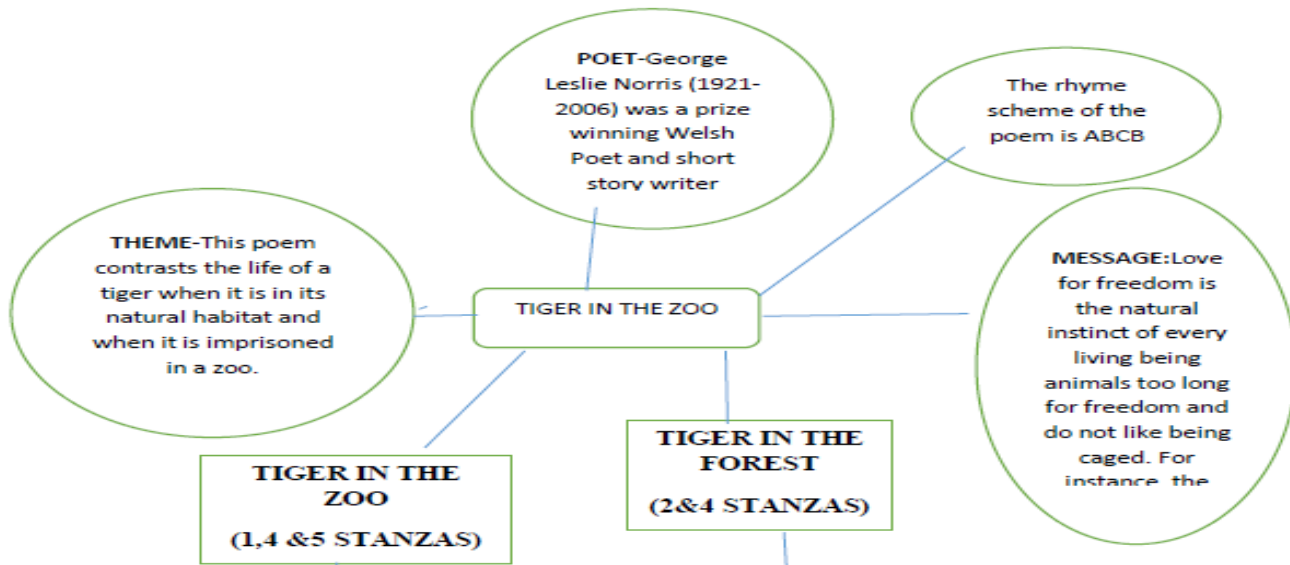 POET-George
Leslie Norris (1921-
2006) was a prize
winning Welsh
Poet and short
story writer
The rhyme
scheme of the
poem is ABCB
THEME-This poem
contrasts the life of a
tiger when it is in its
natural habitat and
when it is imprisoned
in a zoo.
TIGER IN THE ZOO
MESSAGE:Love
for freedom is
the natural
instinct of every
living being
animals too long
for freedom and
do not like being
caged. For
instance, the
TIGER IN THE
ZOO
(1,4 &5 STANZAS)
TIGER IN THE
FOREST
(2&4 STANZAS)